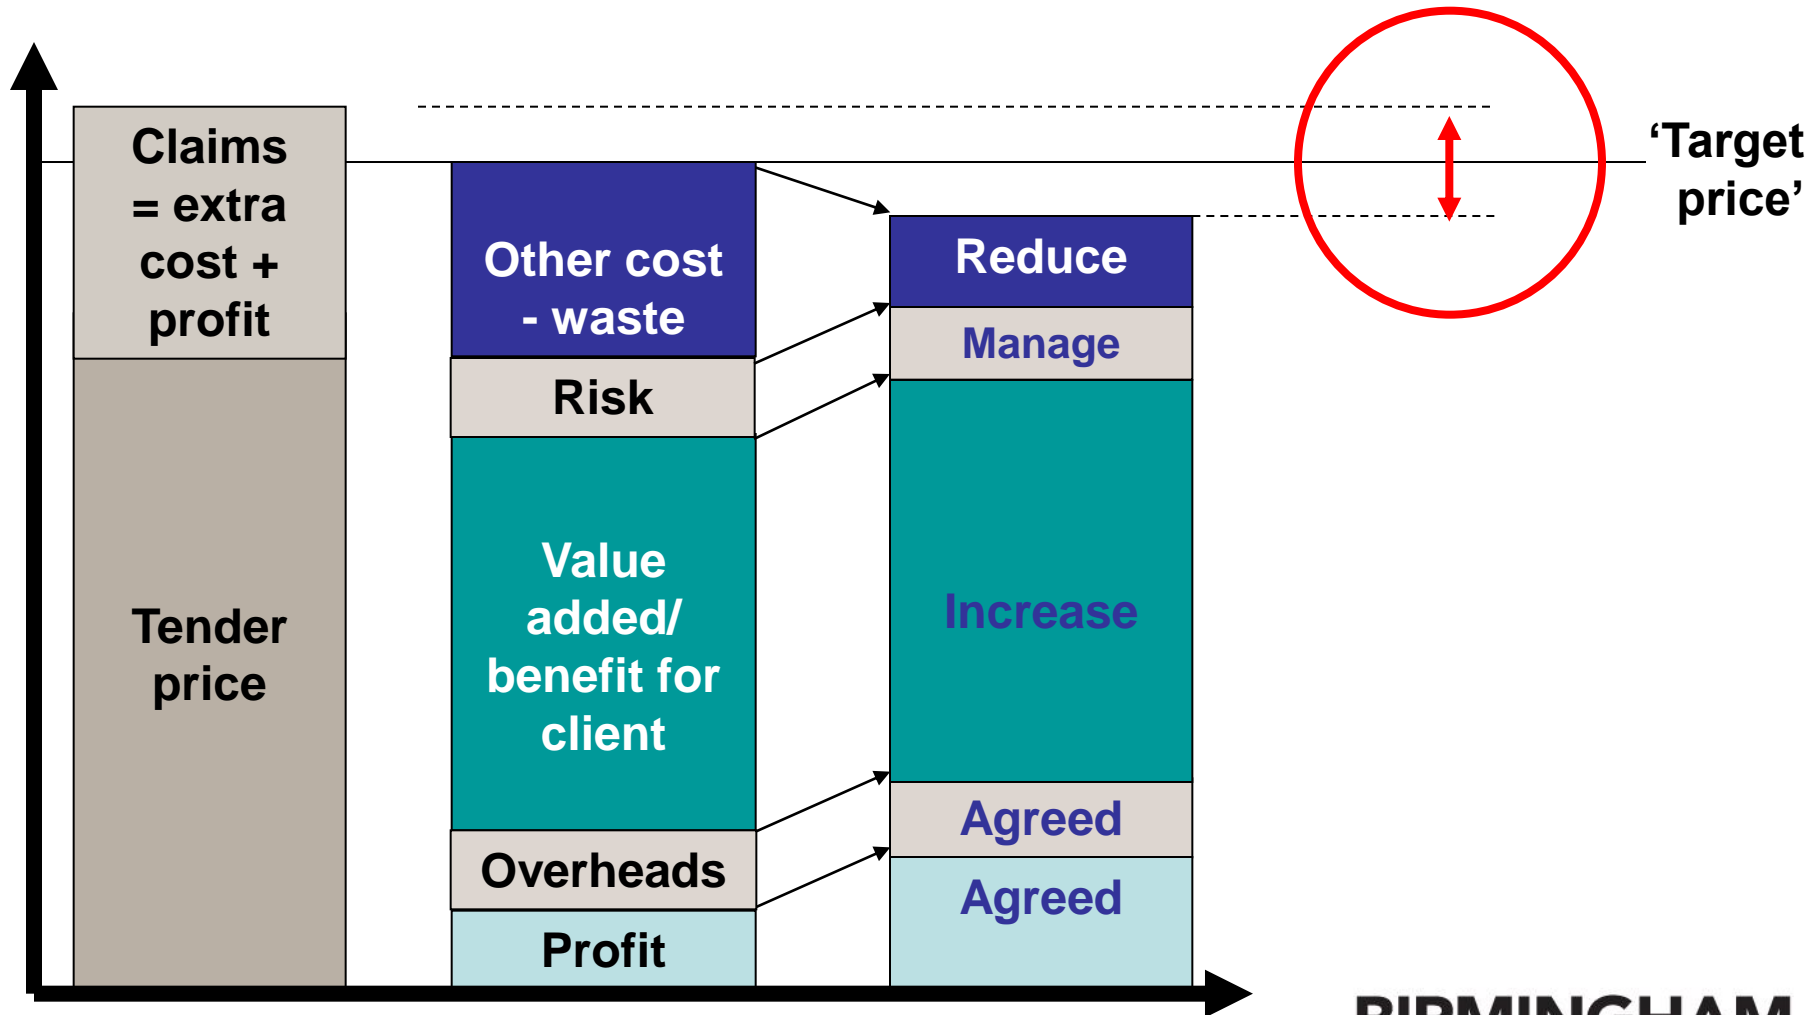 Claims
= extra
cost +
profit
Tender
price
Other cost
- waste
Risk
Value
added/
benefit for
client
Overheads
Profit
Reduce
Manage
Increase
Agreed
Agreed
‘Target
price’
BIRMINGHAM